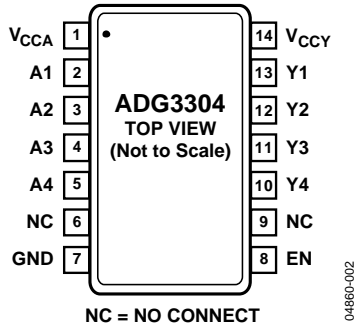 VCCA 1 14 VCCY
A1 2 13 Y1
A2 3 ADG3304 12 Y2
TOP VIEW
A3 4 (Not to Scale) 11 Y3
A4 5 10 Y4
NC 6 9 NC
GND 7 8 EN
NC = NO CONNECT
04860-002